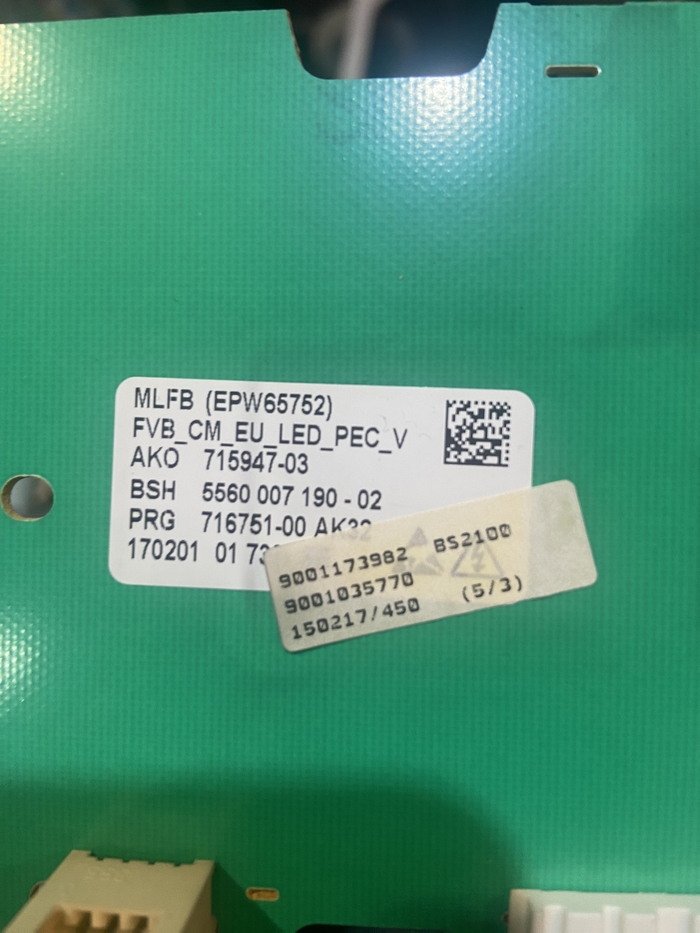 MLFB (EPW65752)
FVB_CM_EU_LED_PEC_V
AKO 715947-03
BSH 5560 007 190 - 02
PRG 716751-00
170201 01
9001173982 BS2100
9001035770
150217/450 (5/3)